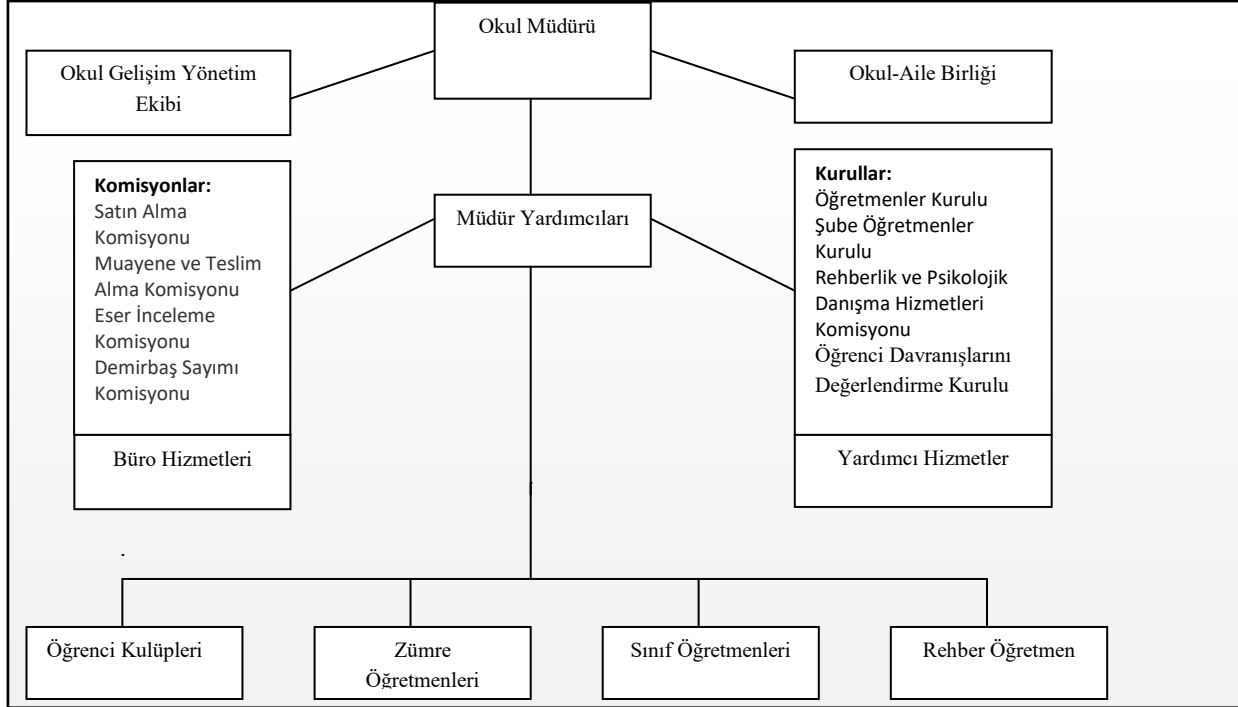 Okul Müdürü
Okul Gelişim Yönetim
Ekibi
Okul-Aile Birliği
Komisyonlar:
Satın Alma
Komisyonu
Muayene ve Teslim
Alma Komisyonu
Eser İnceleme
Komisyonu
Demirbaş Sayımı
Komisyonu
Müdür Yardımcıları
Kurullar:
Öğretmenler Kurulu
Şube Öğretmenler
Kurulu
Rehberlik ve Psikolojik
Danışma Hizmetleri
Komisyonu
Öğrenci Davranışlarını
Değerlendirme Kurulu
Büro Hizmetleri
Yardımcı Hizmetler
.
Öğrenci Kulüpleri
Zümre
Öğretmenleri
Sınıf Öğretmenleri
Rehber Öğretmen